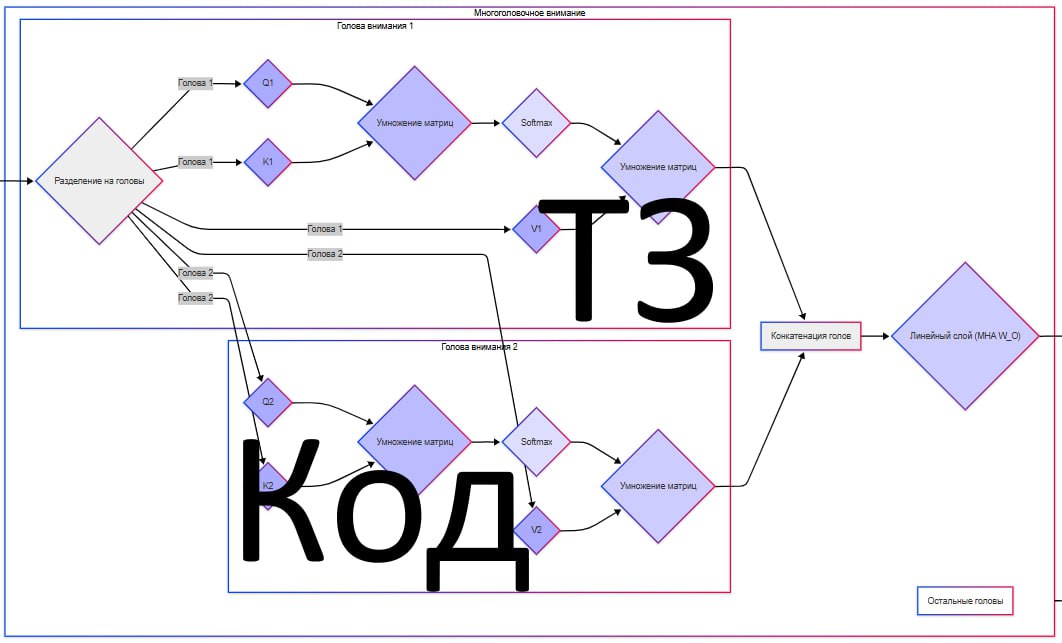 Многоголовочное внимание
Голова внимания 1
Голова 1
Q1
Умножение матриц
Softmax
Разделение на головы
Голова 1
K1
Умножение матриц
Голова 1
V1
Голова 2
Голова 2
Голова 2
ТЗ
Конкатенация голов
Линейный слой (MHA W_O)
Голова внимания 2
Q2
Умножение матриц
Softmax
K2
Умножение матриц
V2
Код
Остальные головы